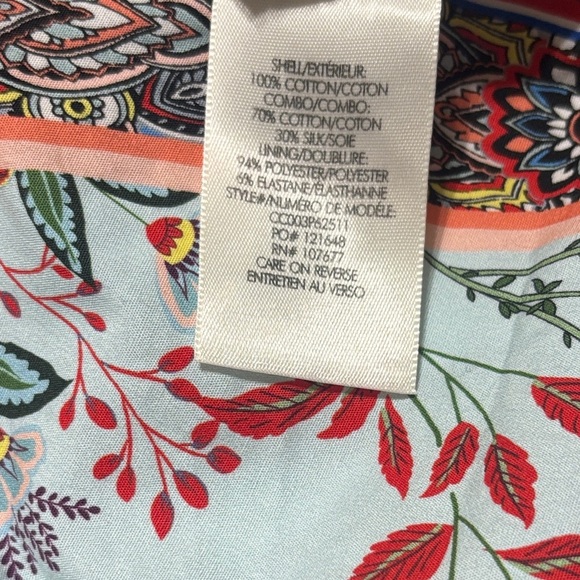 SHELL/EXTÉRIEUR:
100% COTTON/COTON
COMBO/COMBO:
70% COTTON/COTON
30% SILK/SOIE
LINING/DOUBLURE:
94% POLYESTER/POLYESTER
6% ELASTANE/ÉLASTHANNE
STYLE#/NUMÉRO DE MODÈLE:
CC003P62511
PO# 121648
RN# 107677
CARE ON REVERSE
ENTRETIEN AU VERSO